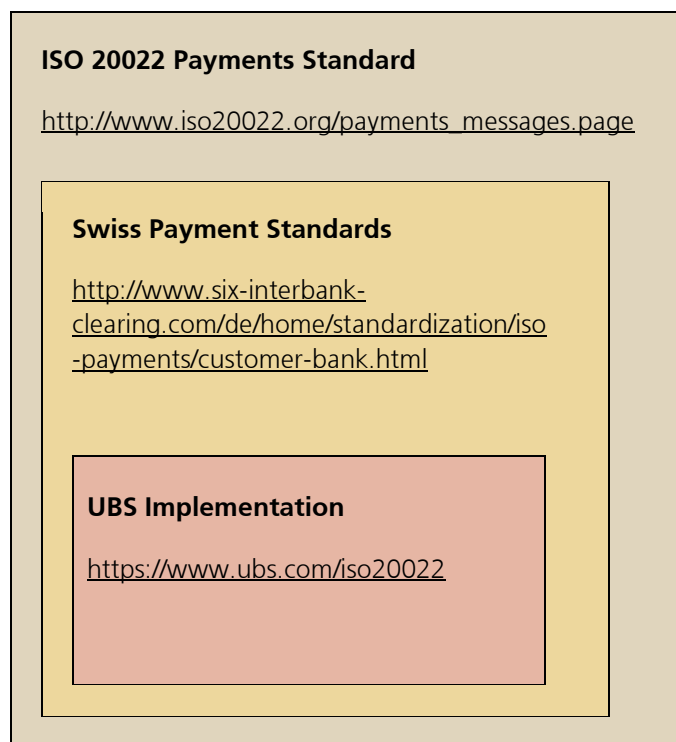 ISO 20022 Payments Standard
http://www.iso20022.org/payments_messages.page
Swiss Payment Standards
http://www.six-interbank-
clearing.com/de/home/standardization/iso
-payments/customer-bank.html
UBS Implementation
https://www.ubs.com/iso20022